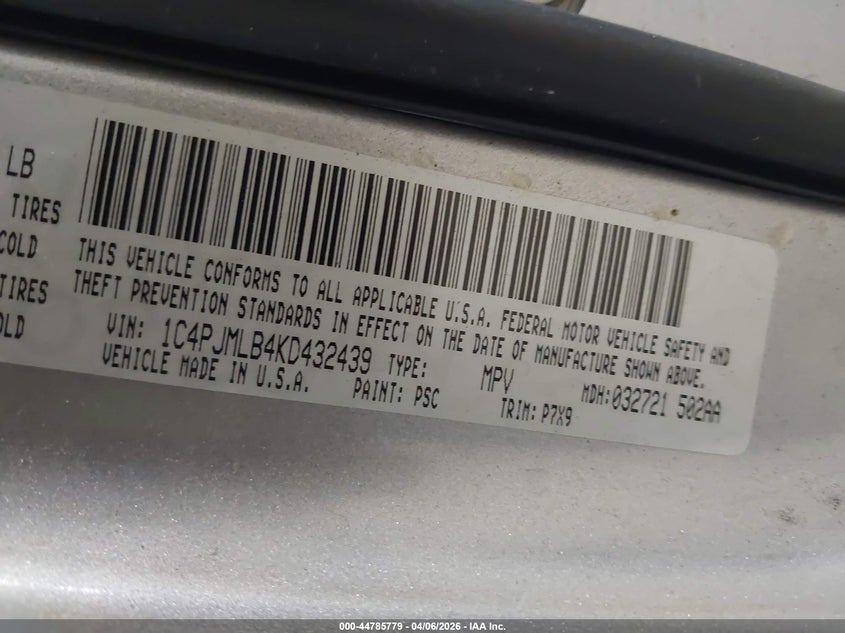 LB
TIRES
COLD
TIRES
OLD
THIS VEHICLE CONFORMS TO ALL APPLICABLE U.S.A. FEDERAL MOTOR VEHICLE SAFETY AND
THEFT PREVENTION STANDARDS IN EFFECT ON THE DATE OF MANUFACTURE SHOWN ABOVE.
VIN: 1C4PJMLB4KD432439 TYPE: MPV MDH:032721 502AA
VEHICLE MADE IN U.S.A. PAINT: PSC TRIM: P7X9
000-44785779 - 04/06/2026 - IAA Inc.